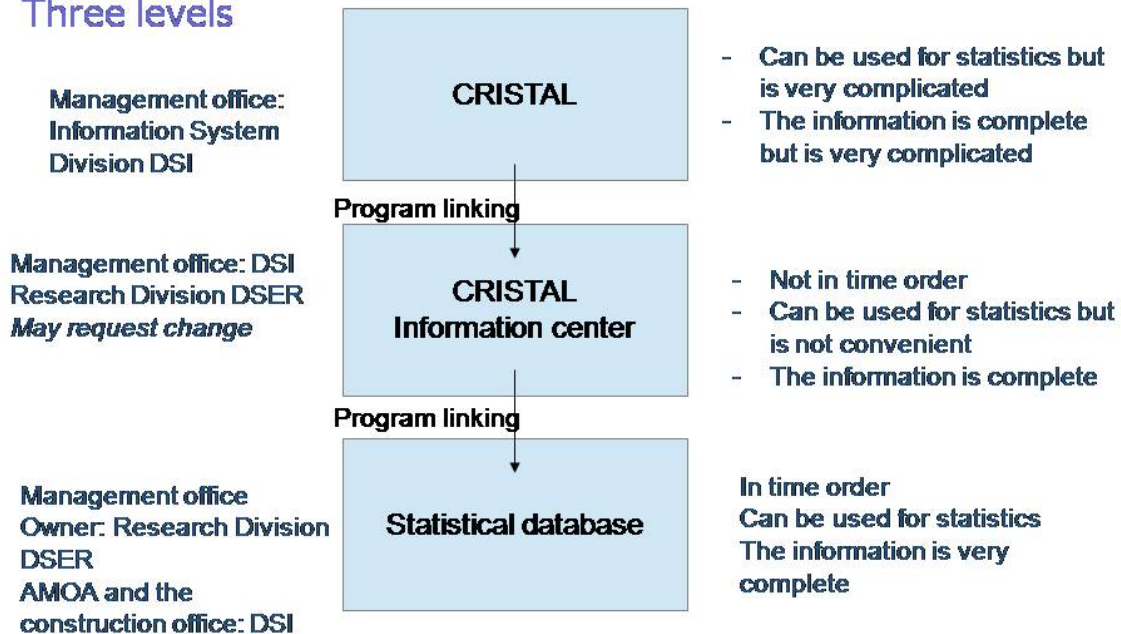 Three levels
Management office:
Information System
Division DSI
CRISTAL
- Can be used for statistics but
is very complicated
- The information is complete
but is very complicated
Program linking
Management office: DSI
Research Division DSER
May request change
CRISTAL
Information center
- Not in time order
- Can be used for statistics but
is not convenient
- The information is complete
Program linking
Management office
Owner: Research Division
DSER
AMOA and the
construction office: DSI
Statistical database
In time order
Can be used for statistics
The information is very
complete